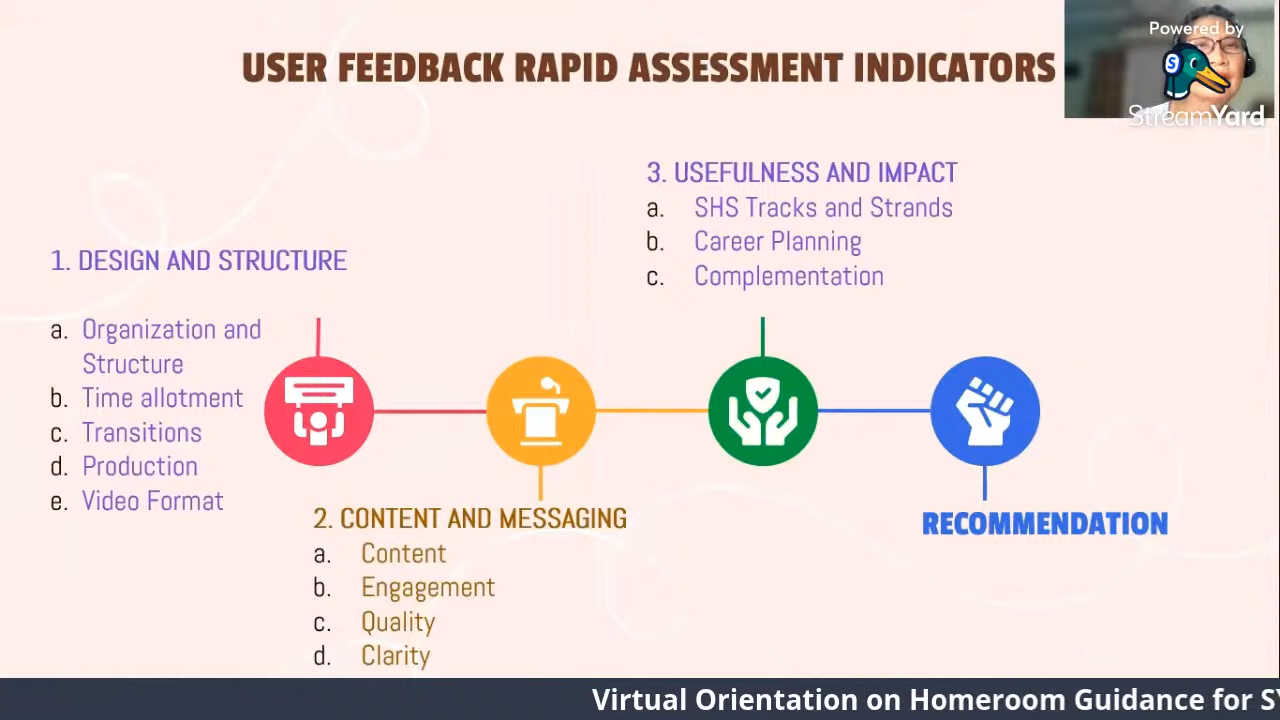 USER FEEDBACK RAPID ASSESSMENT INDICATORS
Powered by
S
StreamYard
1. DESIGN AND STRUCTURE
a. Organization and
Structure
b. Time allotment
c. Transitions
d. Production
e. Video Format
2. CONTENT AND MESSAGING
a. Content
b. Engagement
c. Quality
d. Clarity
3. USEFULNESS AND IMPACT
a. SHS Tracks and Strands
b. Career Planning
c. Complementation
RECOMMENDATION
Virtual Orientation on Homeroom Guidance for S